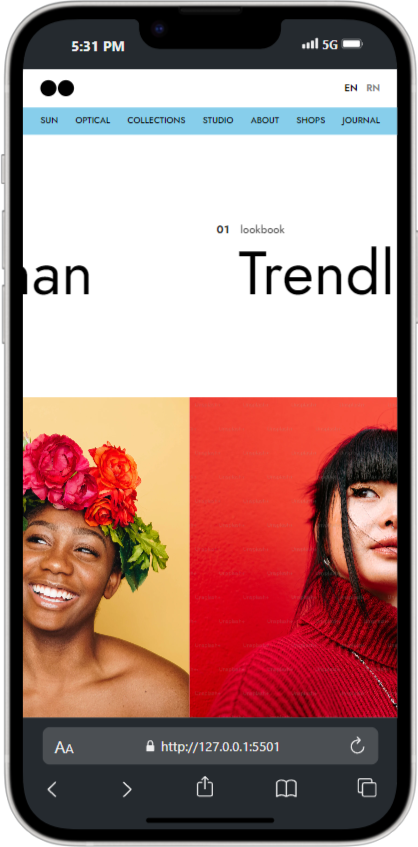 5:31 PM 5G
EN RN
SUN OPTICAL COLLECTIONS STUDIO ABOUT SHOPS JOURNAL
01 lookbook
nan Trendl
AA http://127.0.0.1:5501